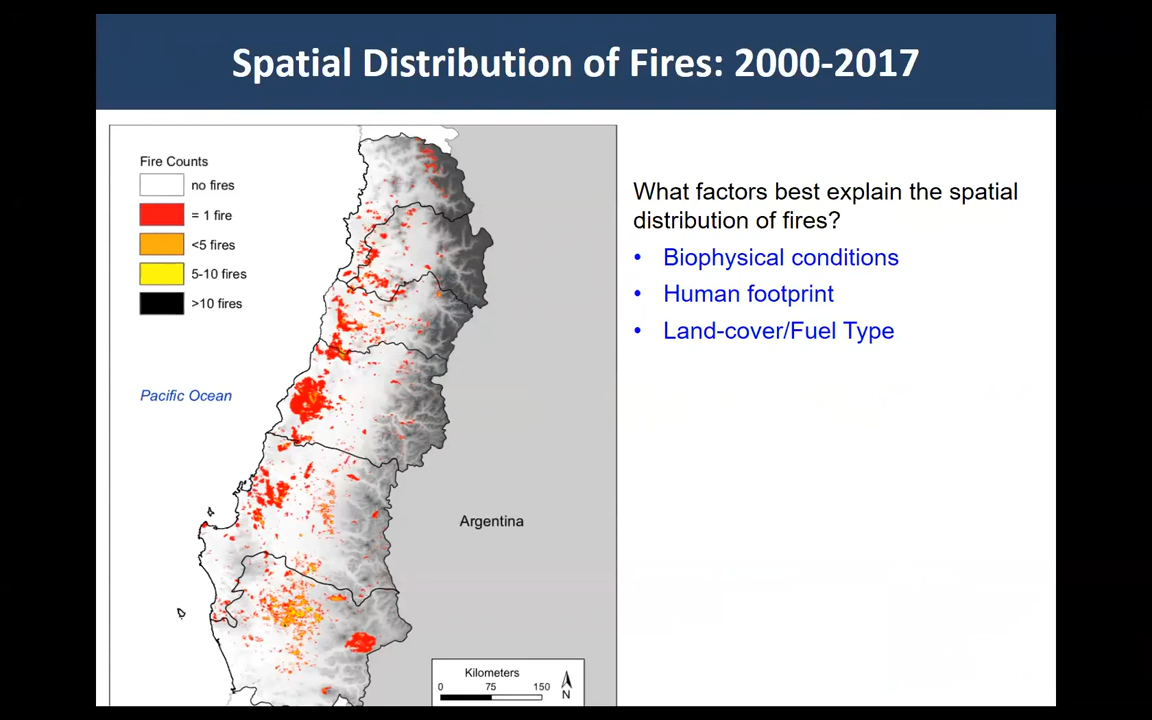 Spatial Distribution of Fires: 2000-2017
Fire Counts
no fires
= 1 fire
<5 fires
5-10 fires
>10 fires
Pacific Ocean
Argentina
Kilometers
0 75 150
N
What factors best explain the spatial
distribution of fires?
• Biophysical conditions
• Human footprint
• Land-cover/Fuel Type